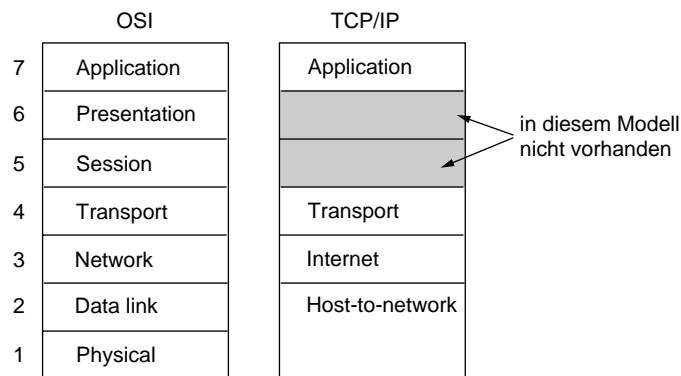 OSI TCP/IP
7 Application Application
6 Presentation
in diesem Modell
nicht vorhanden
5 Session
4 Transport Transport
3 Network Internet
2 Data link Host-to-network
1 Physical